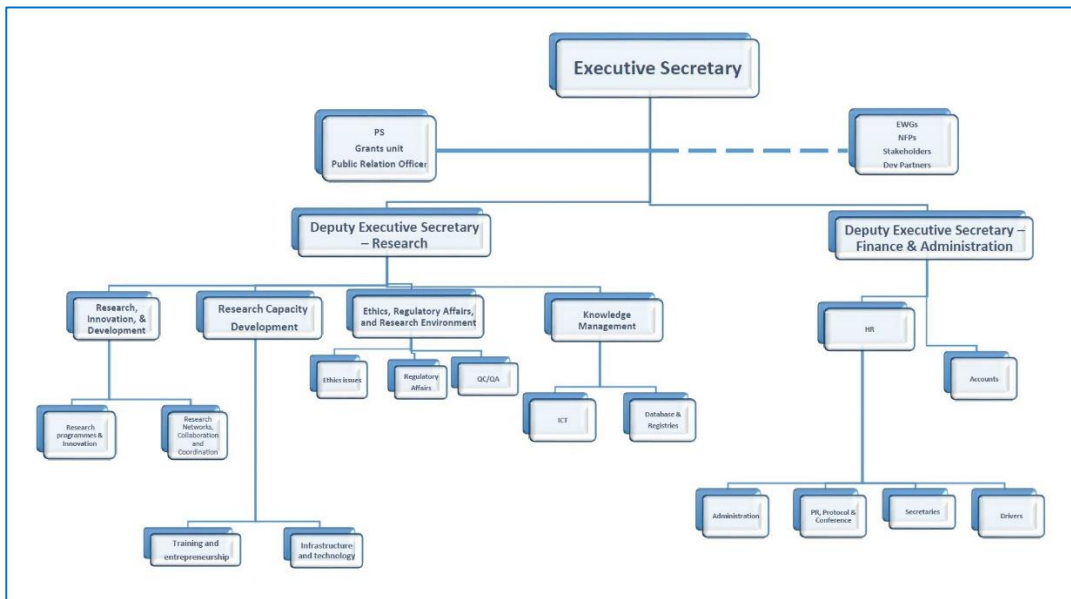 Executive Secretary
PS
Grants unit
Public Relation Officer
EWGs
NFPs
Stakeholders
Dev Partners
Deputy Executive Secretary
– Research
Deputy Executive Secretary –
Finance & Administration
Research,
Innovation, &
Development
Research Capacity
Development
Ethics, Regulatory Affairs,
and Research Environment
Knowledge
Management
HR
Ethics issues
Regulatory
Affairs
QC/QA
Accounts
Research
programmes &
Innovation
Research
Networks,
Collaboration
and
Coordination
ICT
Database &
Registries
Administration
PR, Protocol &
Conference
Secretaries
Drivers
Training and
entrepreneurship
Infrastructure
and technology